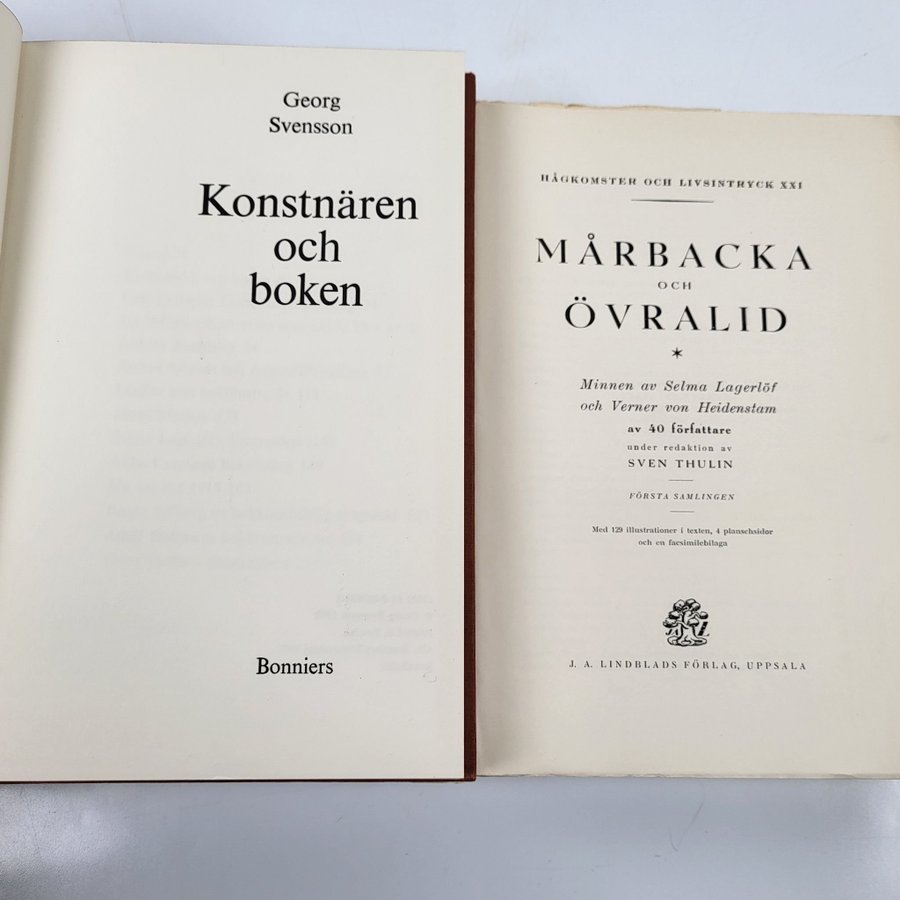 Georg
Svensson
Konstnären
och
boken
Bonniers
HÅGKOMSTER OCH LIVSINTRYCK XXI
MÅRBACKA
OCH
ÖVRALID
*
Minnen av Selma Lagerlöf
och Verner von Heidenstam
av 40 författare
under redaktion av
SVEN THULIN
FÖRSTA SAMLINGEN
Med 129 illustrationer i texten, 4 planschsidor
och en facsimilebilaga
J. A. LINDBLADS FÖRLAG, UPPSALA